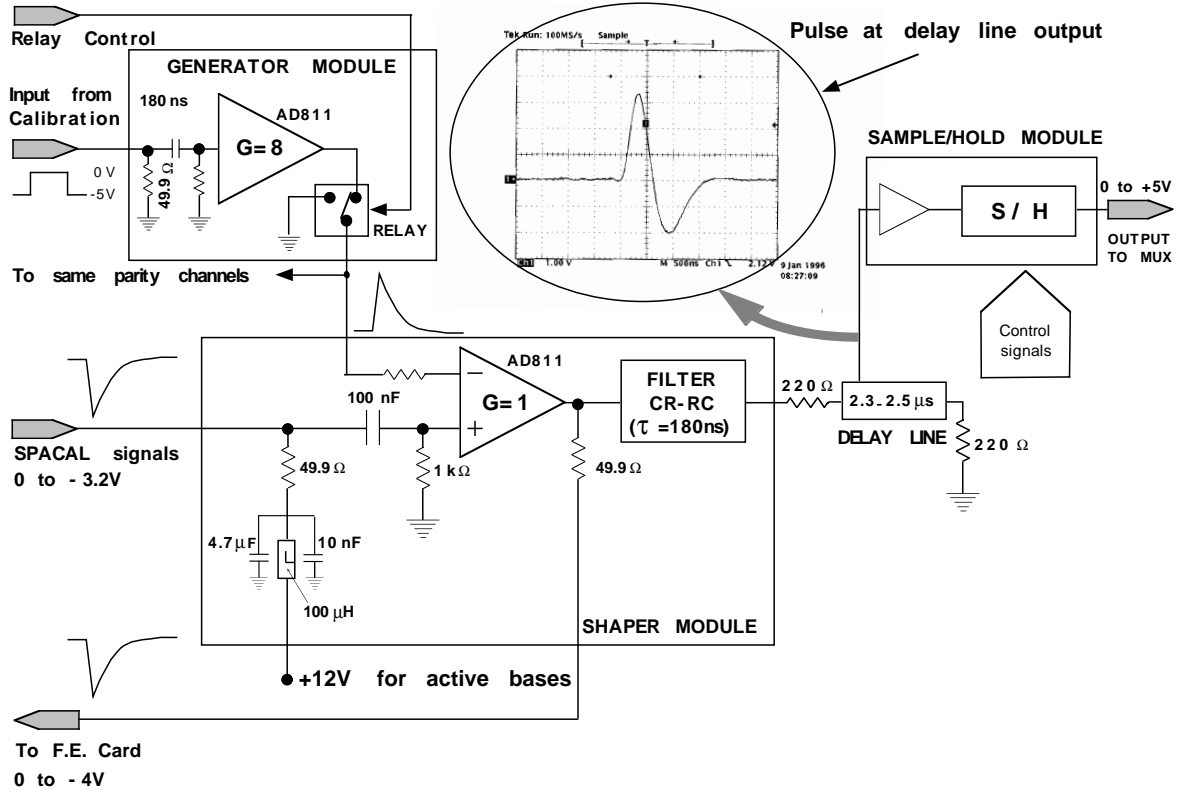 Relay Control
GENERATOR MODULE
Input from
Calibration
180 ns
AD811
G= 8
0 V
-5V
49.9 Ω
RELAY
To same parity channels
Tek Run: 100MS/s Sample
Ch1 1.00 V M 500ns Ch1 2.12V
9 Jan 1996
08:27:09
Pulse at delay line output
SAMPLE/HOLD MODULE
S / H
0 to +5V
OUTPUT
TO MUX
Control
signals
SPACAL signals
0 to - 3.2V
100 nF
AD811
G= 1
−
+
1 kΩ
49.9 Ω
49.9 Ω
FILTER
CR-RC
(τ =180ns)
220 Ω
2.3-2.5 μs
DELAY LINE
220 Ω
4.7μF
10 nF
100 μH
SHAPER MODULE
+12V for active bases
To F.E. Card
0 to - 4V